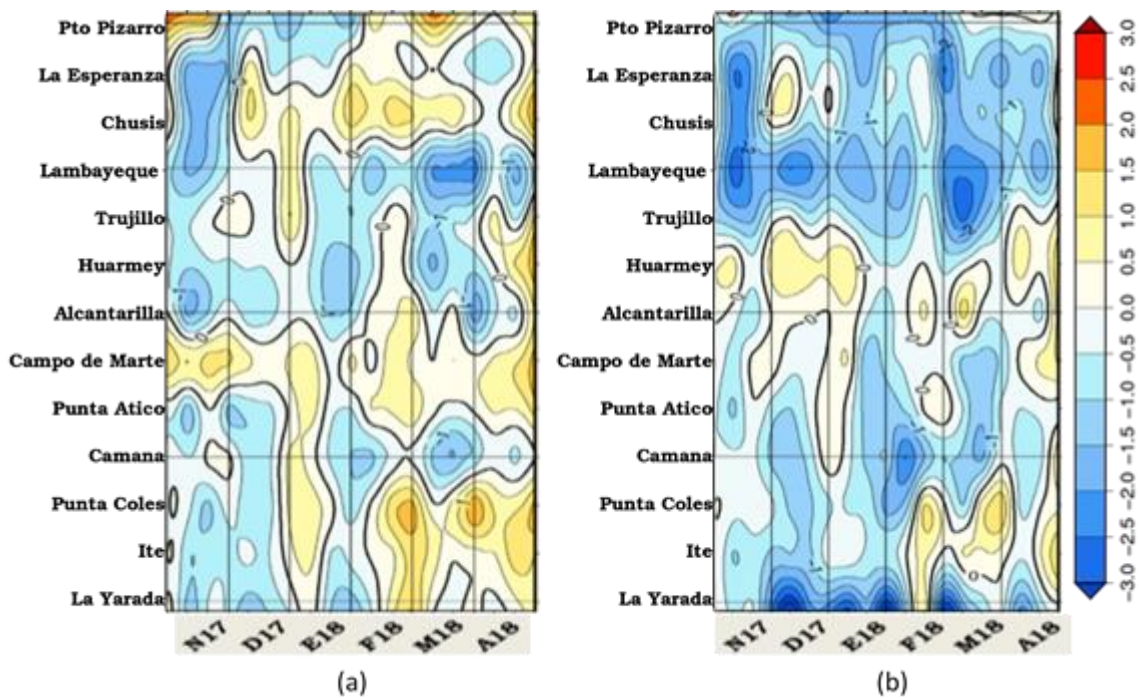 Pto Pizarro
La Esperanza
Chusis
Lambayeque
Trujillo
Huarmey
Alcantarilla
Campo de Marte
Punta Atico
Camana
Punta Coles
Ite
La Yarada
N17 D17 E18 F18 M18 A18
(a)
Pto Pizarro
La Esperanza
Chusis
Lambayeque
Trujillo
Huarmey
Alcantarilla
Campo de Marte
Punta Atico
Camana
Punta Coles
Ite
La Yarada
N17 D17 E18 F18 M18 A18
(b)
3.0
2.5
2.0
1.5
1.0
0.5
0.0
−0.5
−1.0
−1.5
−2.0
−2.5
−3.0